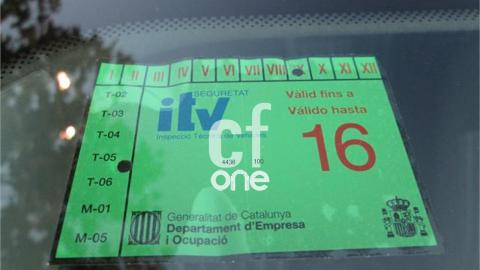 I II III IV V VI VII VIII X XI XII
T-02
T-03
T-04
T-05
T-06
M-01
M-05
SEGURETAT
itv
Inspecció Tècnica de Vehicles
Vàlid fins a
Válido hasta
16
4436 100
cf
one
Generalitat de Catalunya
Departament d'Empresa
i Ocupació